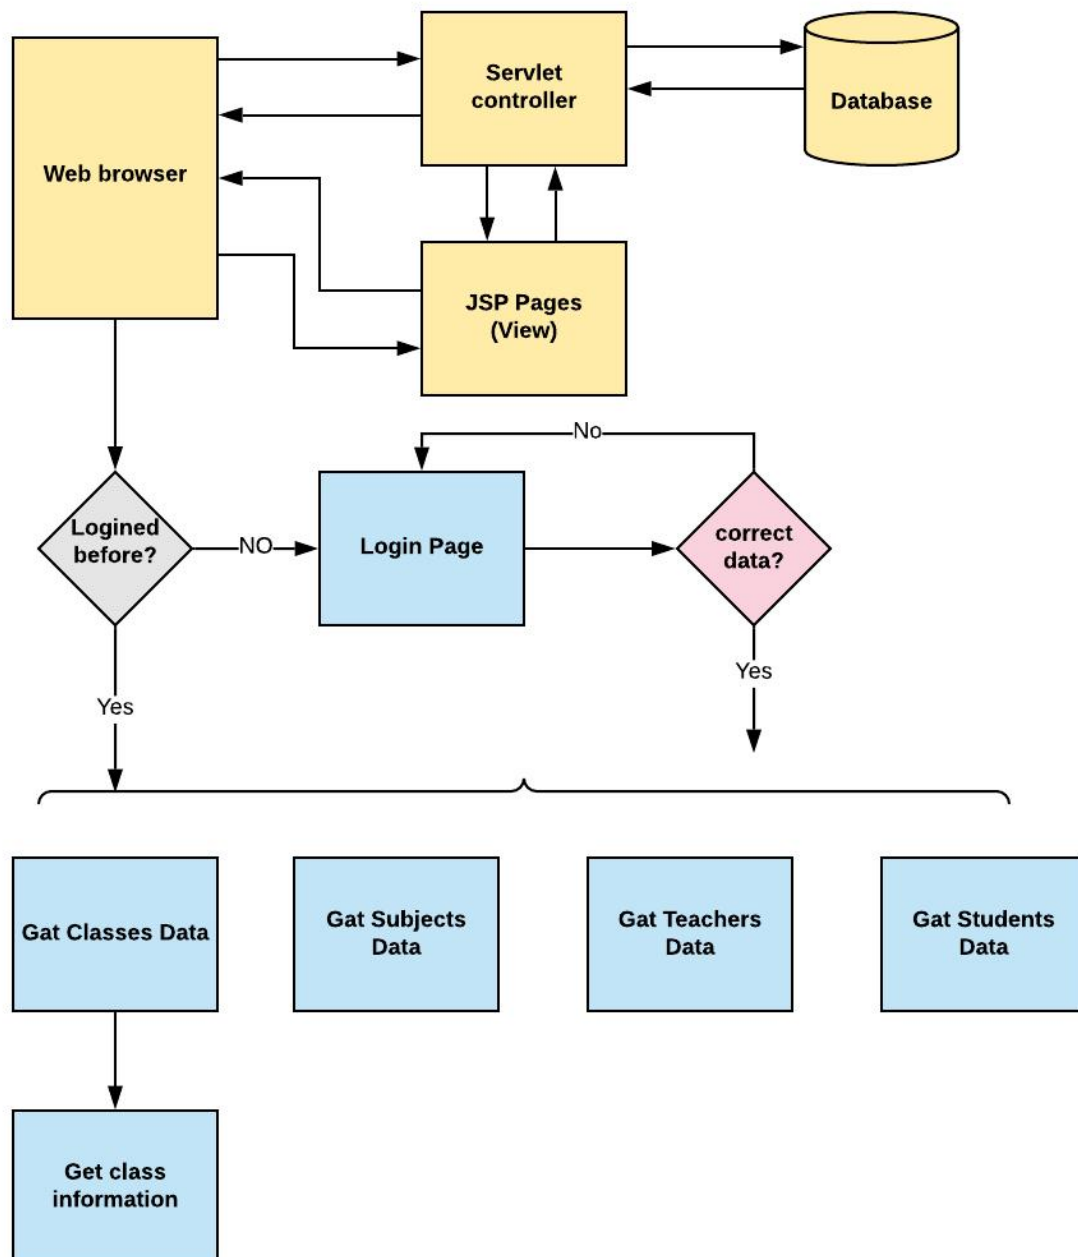 Servlet
controller
Database
Web browser
JSP Pages
(View)
No
Logined
before?
NO
Login Page
correct
data?
Yes
Yes
Gat Classes Data
Gat Subjects
Data
Gat Teachers
Data
Gat Students
Data
Get class
information